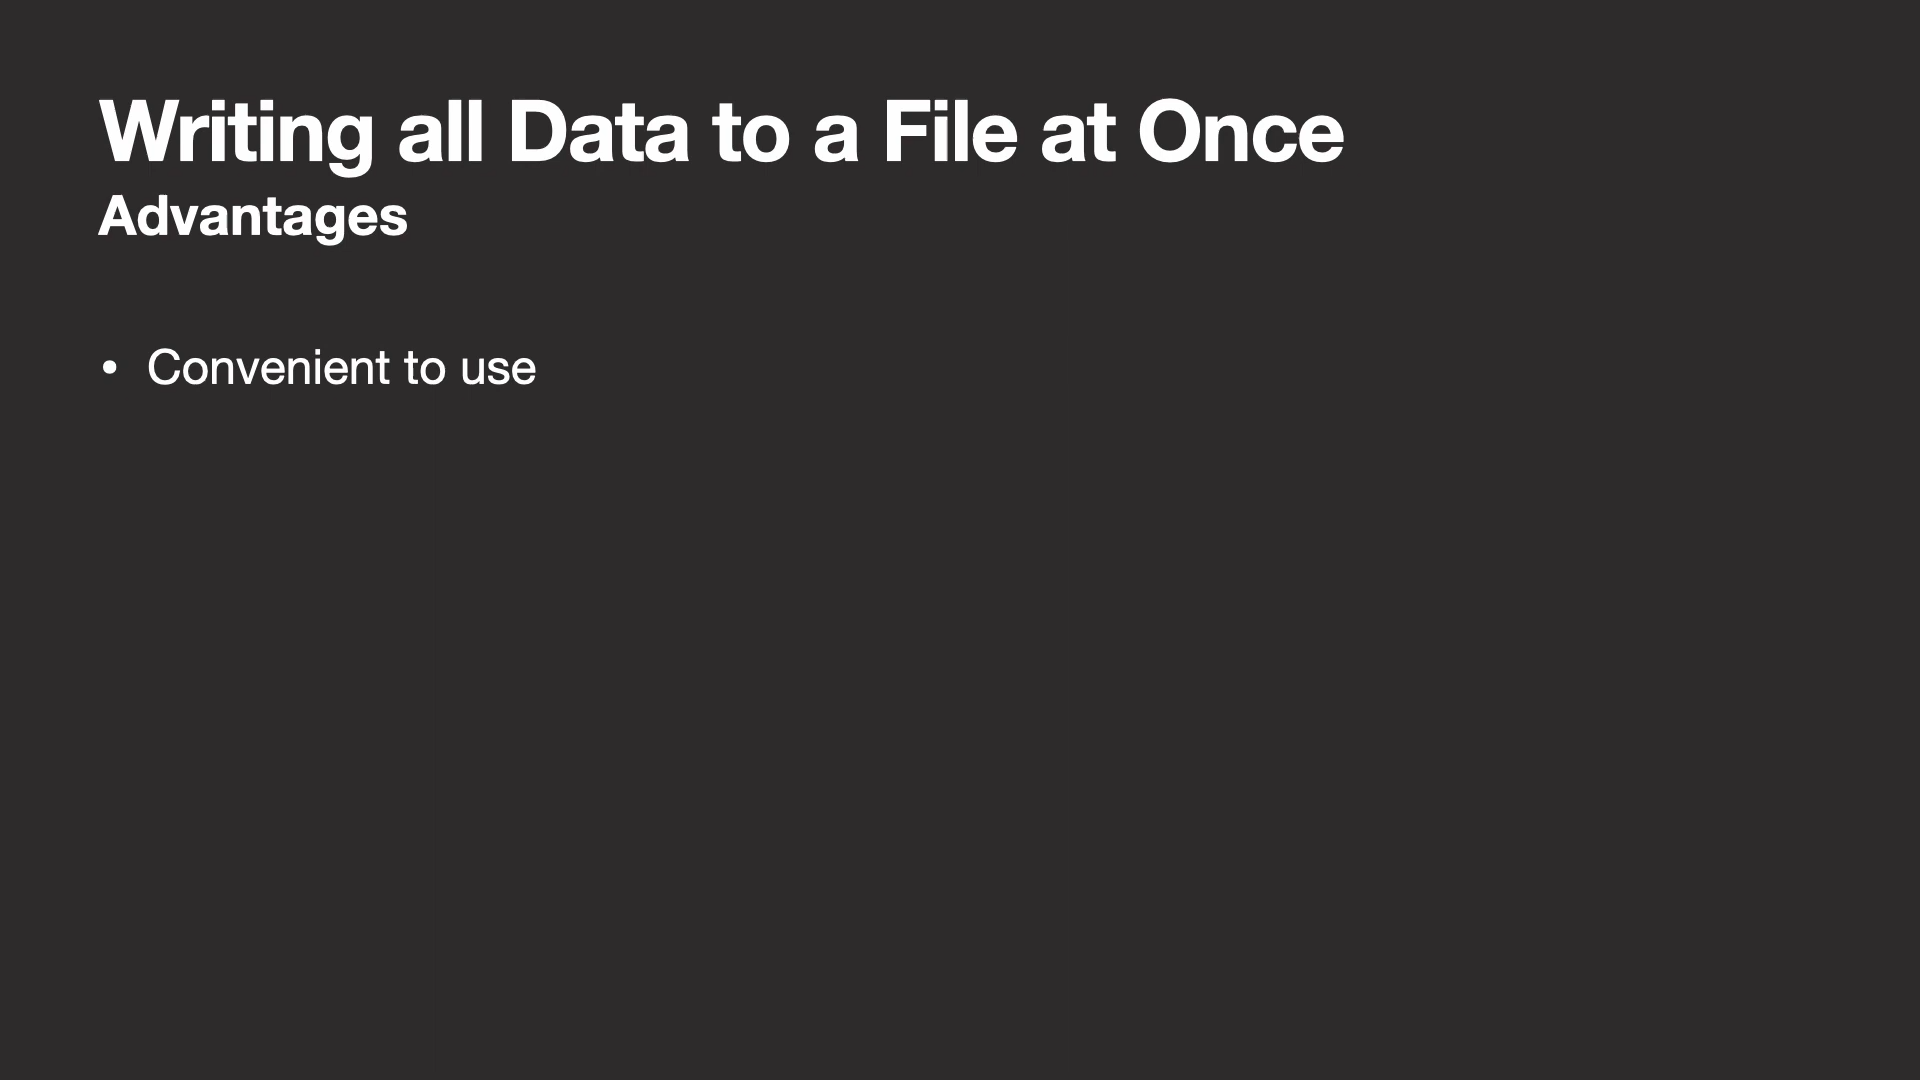 Writing all Data to a File at Once
Advantages
• Convenient to use